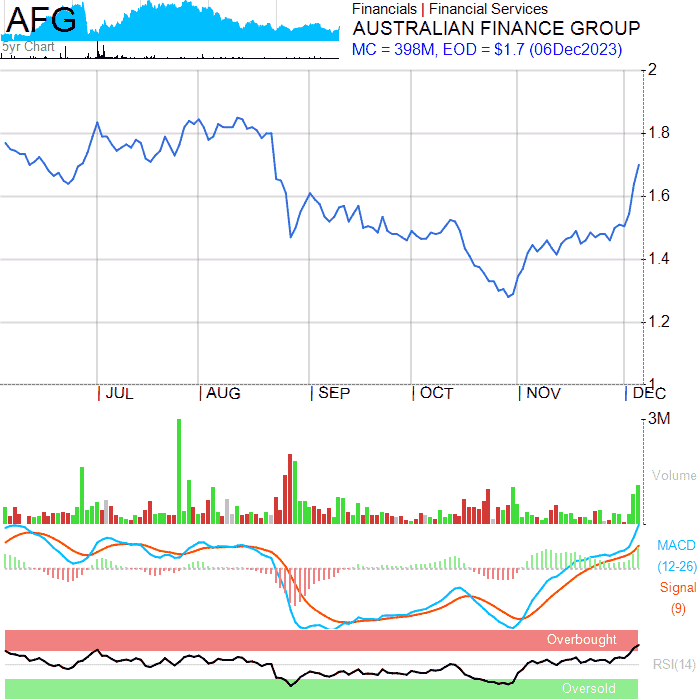 AFG
5yr Chart
Financials | Financial Services
AUSTRALIAN FINANCE GROUP
MC = 398M, EOD = $1.7 (06Dec2023)
2
1.8
1.6
1.4
1.2
1
JUL AUG SEP OCT NOV DEC
3M
Volume
MACD
(12-26)
Signal
(9)
Overbought
RSI(14)
Oversold